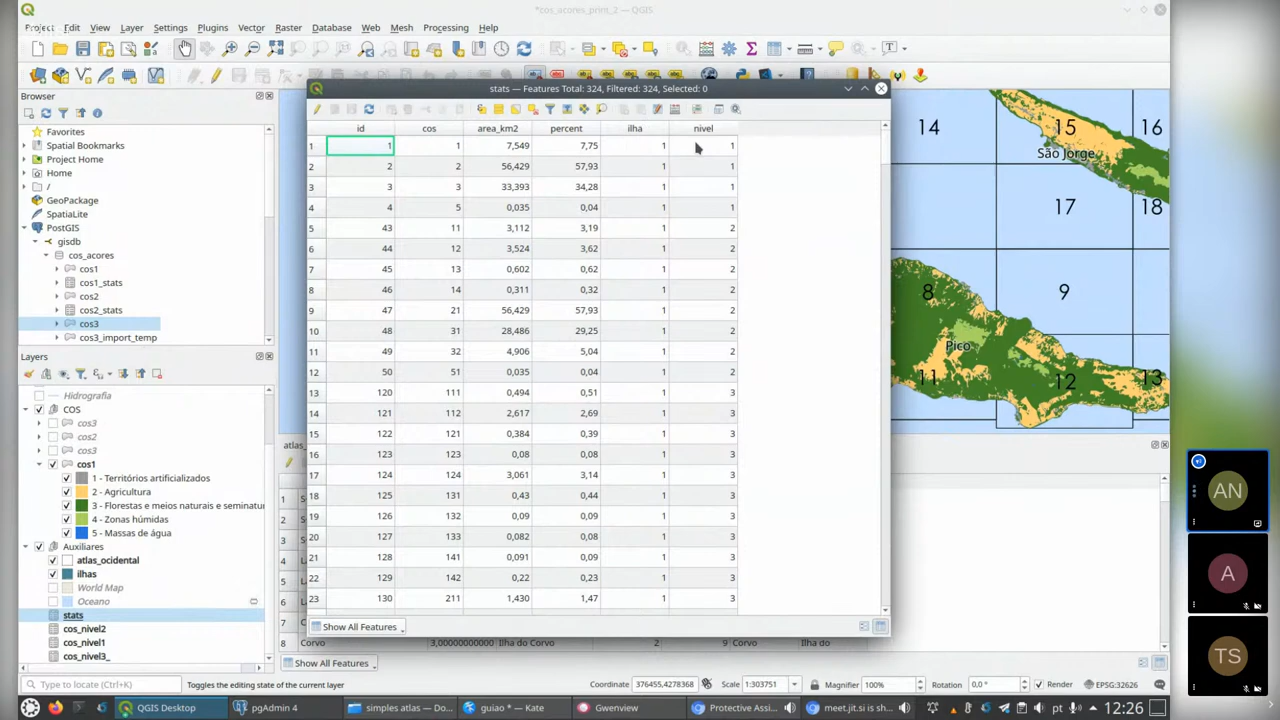 *cos_acores_print_2 — QGIS
Project Edit View Layer Settings Plugins Vector Raster Database Web Mesh Processing Help
Browser
Favorites
Spatial Bookmarks
Project Home
Home
/
GeoPackage
SpatiaLite
PostGIS
gisdb
cos_acores
cos1
cos1_stats
cos2
cos2_stats
cos3
cos3_import_temp
Layers
Hidrografia
COS
cos3
cos2
cos3
cos1
1 - Territórios artificializados
2 - Agricultura
3 - Florestas e meios naturais e seminatur
4 - Zonas húmidas
5 - Massas de água
Auxiliares
atlas_ocidental
ilhas
World Map
Oceano
stats
cos_nivel2
cos_nivel1
cos_nivel3_
stats — Features Total: 324, Filtered: 324, Selected: 0
id cos area_km2 percent ilha nivel
1 1 1 7,549 7,75 1 1
2 2 2 56,429 57,93 1 1
3 3 3 33,393 34,28 1 1
4 4 5 0,035 0,04 1 1
5 43 11 3,112 3,19 1 2
6 44 12 3,524 3,62 1 2
7 45 13 0,602 0,62 1 2
8 46 14 0,311 0,32 1 2
9 47 21 56,429 57,93 1 2
10 48 31 28,486 29,25 1 2
11 49 32 4,906 5,04 1 2
12 50 51 0,035 0,04 1 2
13 120 111 0,494 0,51 1 3
14 121 112 2,617 2,69 1 3
15 122 121 0,384 0,39 1 3
16 123 123 0,08 0,08 1 3
17 124 124 3,061 3,14 1 3
18 125 131 0,43 0,44 1 3
19 126 132 0,09 0,09 1 3
20 127 133 0,082 0,08 1 3
21 128 141 0,091 0,09 1 3
22 129 142 0,22 0,23 1 3
23 130 211 1,430 1,47 1 3
Show All Features
14
15
16
São Jorge
17
18
8
9
Pico
11
12
13
atlas_
1 S
2 S
3 S
4 L
5 L
6 L
7 L
8 Corvo 3,00000000000 Ilha do Corvo 2 9 Corvo Ilha do
Show All Features
Type to locate (Ctrl+K)
Toggles the editing state of the current layer
Coordinate 376455,4278368 Scale 1:303751 Magnifier 100% Rotation 0,0 ° Render EPSG:32626
QGIS Desktop pgAdmin 4 simples atlas — Do... guiao * — Kate Gwenview Protective Assi... meet.jit.si is sh... pt 12:26
AN
A
TS